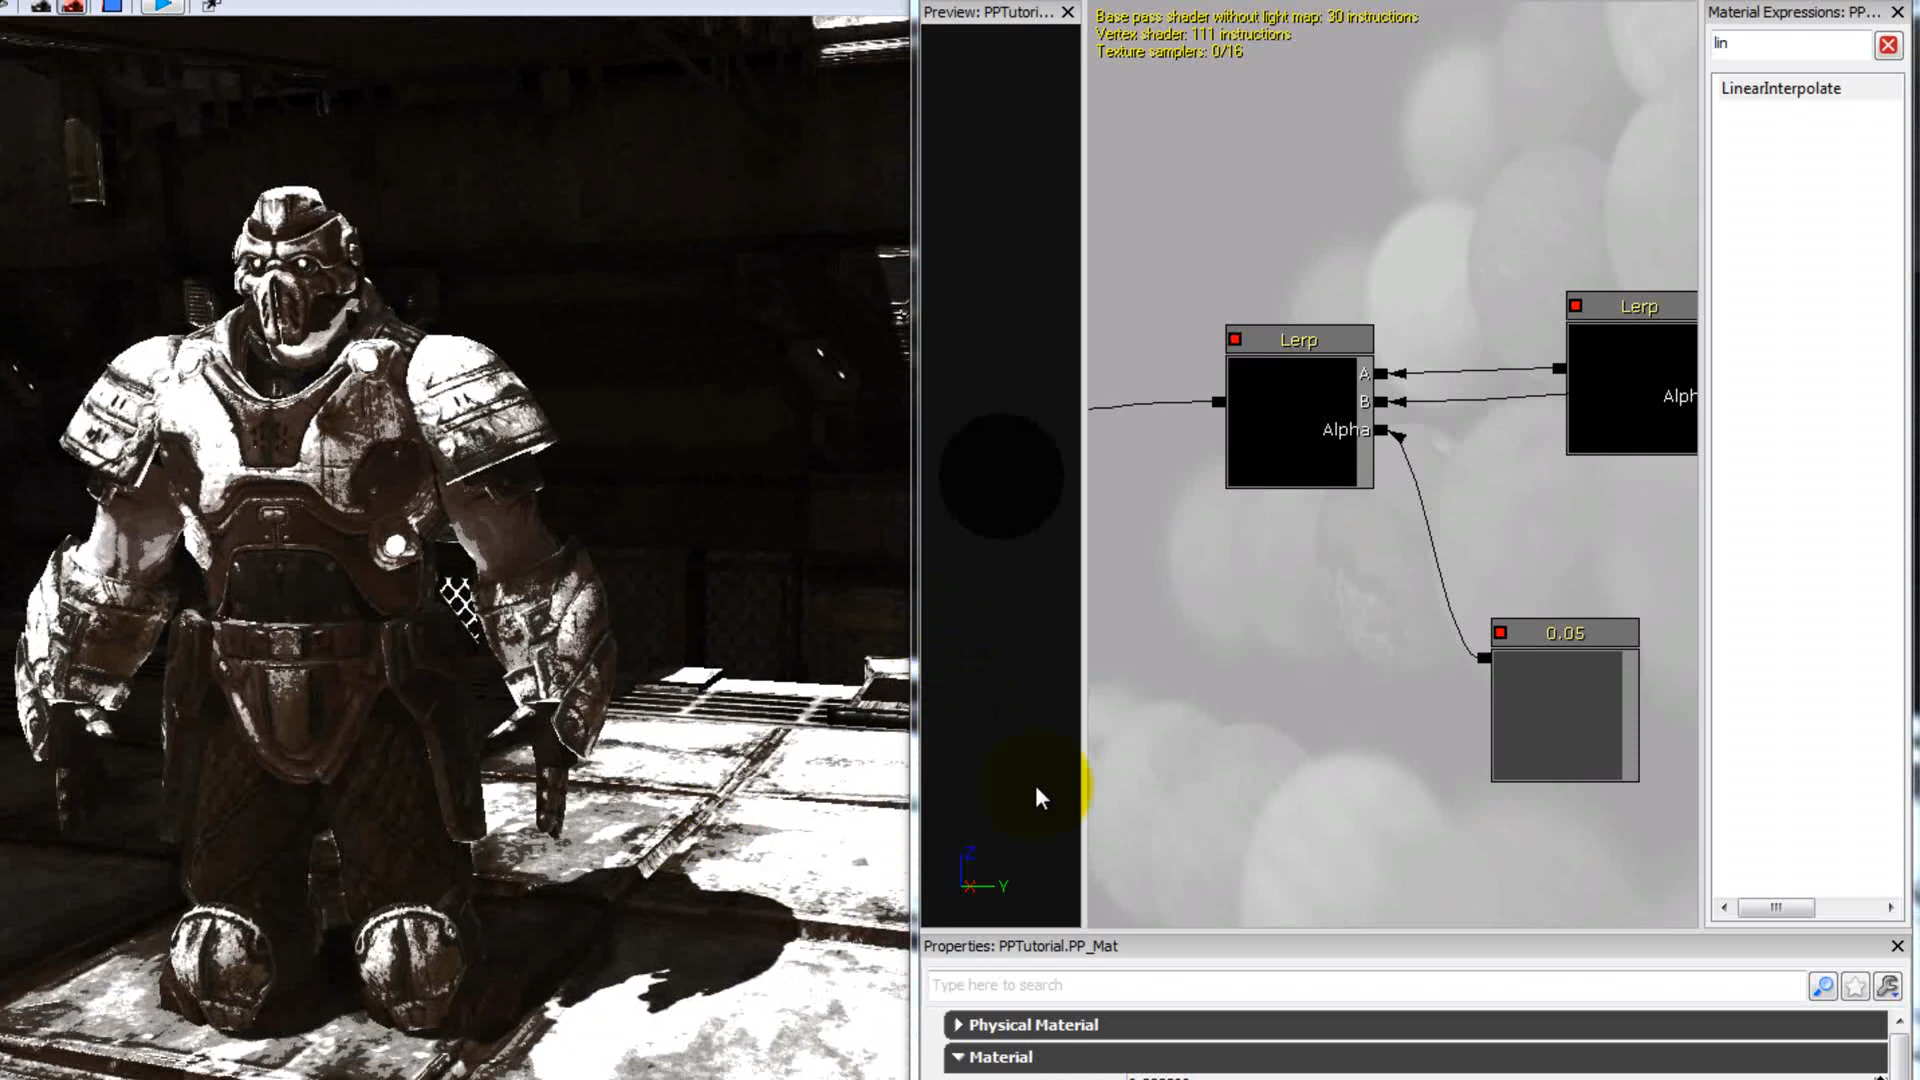 Preview: PPTutori...
Base pass shader without light map: 30 instructions
Vertex shader: 111 instructions
Texture samplers: 0/16
Material Expressions: PP...
lin
LinearInterpolate
Lerp
A
B
Alpha
Lerp
Alph
0.05
Z
X
Y
Properties: PPTutorial.PP_Mat
Type here to search
Physical Material
Material